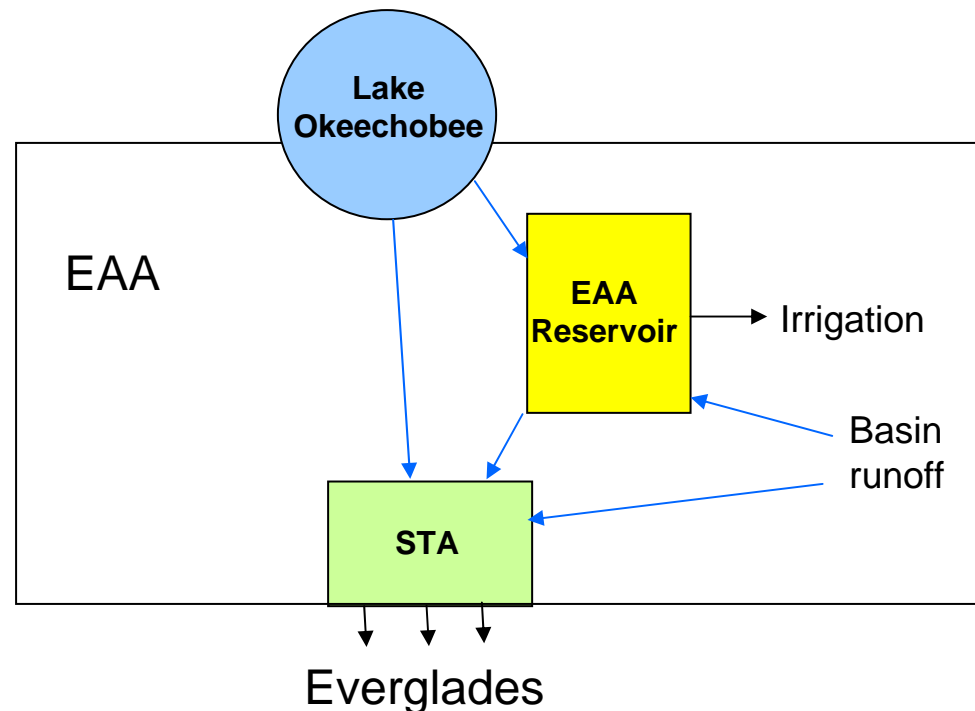 Lake
Okeechobee
EAA
EAA
Reservoir
Irrigation
Basin
runoff
STA
Everglades